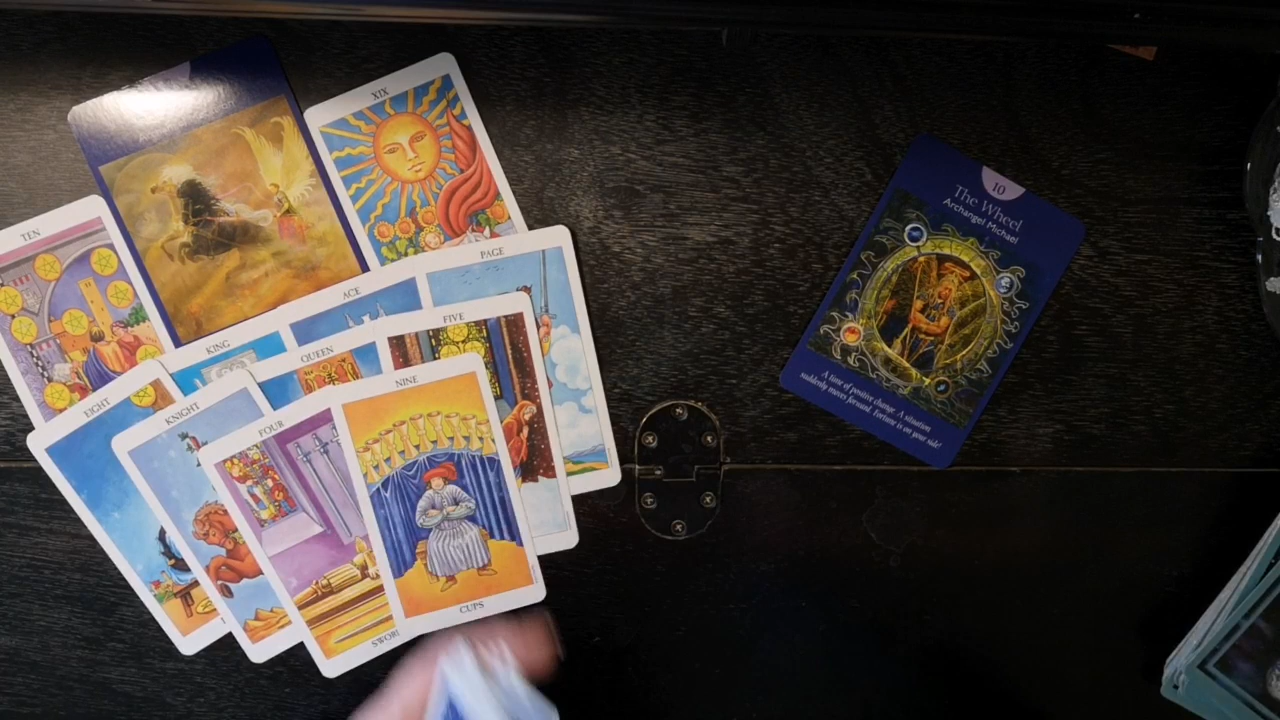 XIX
10
The Wheel
Archangel Michael
A time of positive change. A situation
suddenly moves forward. Fortune is on your side!
TEN
PAGE
ACE
FIVE
KING
QUEEN
NINE
EIGHT
KNIGHT
FOUR
CUPS